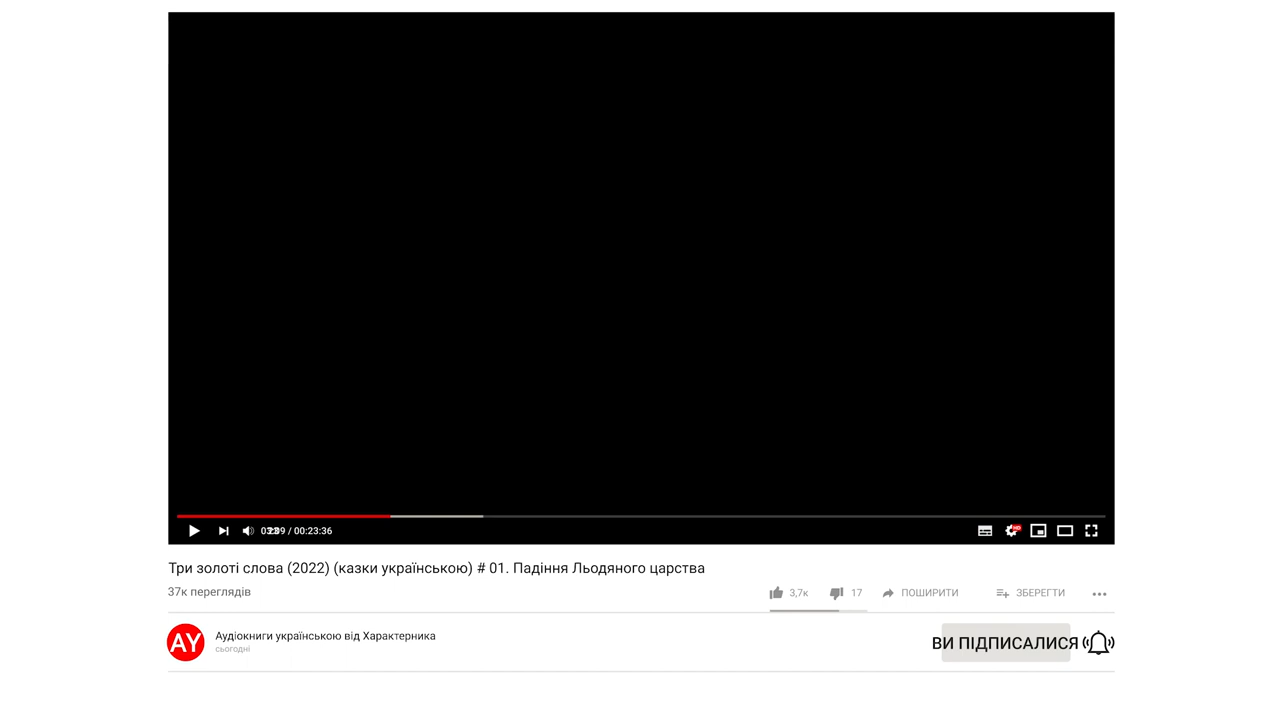 / 00:23:36
HD
Три золоті слова (2022) (казки українською) # 01. Падіння Льодяного царства
37к переглядів
3,7к
17
ПОШИРИТИ
ЗБЕРЕГТИ
AY
Аудіокниги українською від Характерника
сьогодні
ВИ ПІДПИСАЛИСЯ